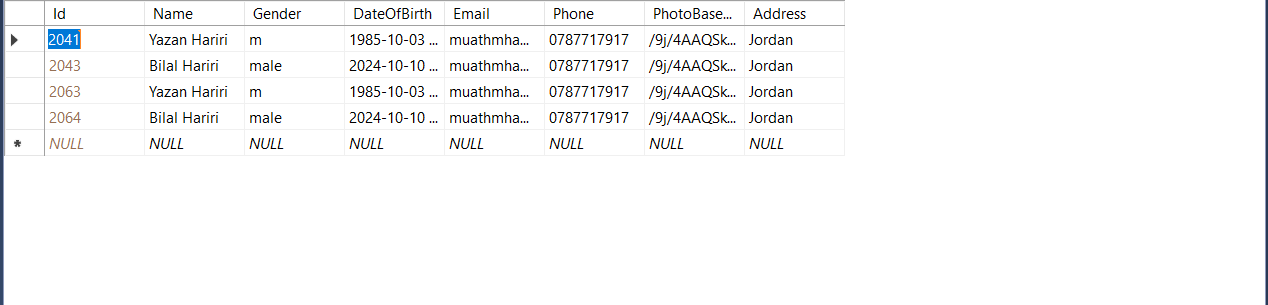 Id Name Gender DateOfBirth Email Phone PhotoBase... Address
2041 Yazan Hariri m 1985-10-03 ... muathmha... 0787717917 /9j/4AAQSk... Jordan
2043 Bilal Hariri male 2024-10-10 ... muathmha... 0787717917 /9j/4AAQSk... Jordan
2063 Yazan Hariri m 1985-10-03 ... muathmha... 0787717917 /9j/4AAQSk... Jordan
2064 Bilal Hariri male 2024-10-10 ... muathmha... 0787717917 /9j/4AAQSk... Jordan
* NULL NULL NULL NULL NULL NULL NULL NULL